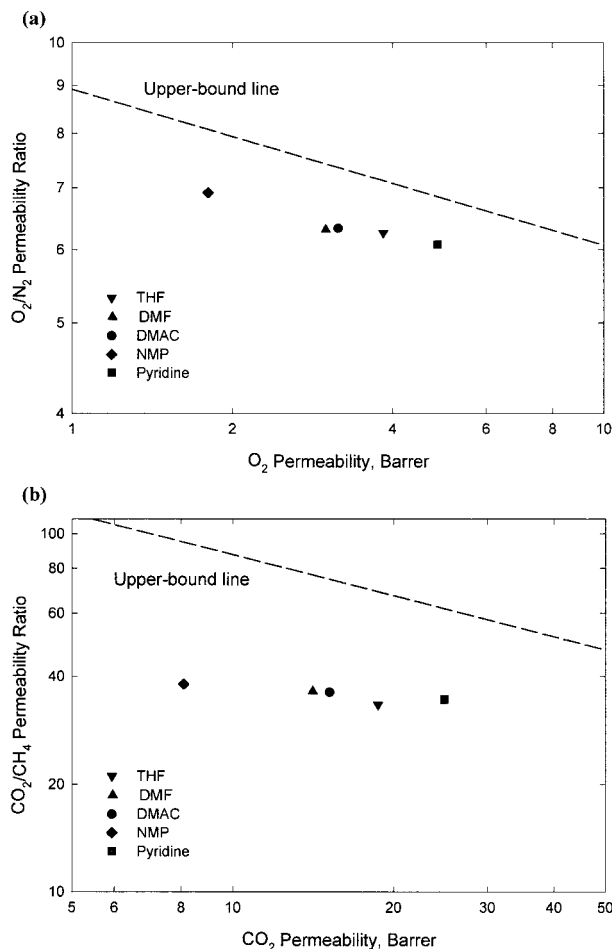 (a)
10
9
8
7
6
5
4
Upper-bound line
THF
DMF
DMAC
NMP
Pyridine
1
2
4
6
8
10
O₂/N₂ Permeability Ratio
O₂ Permeability, Barrer
(b)
100
80
60
40
20
10
Upper-bound line
THF
DMF
DMAC
NMP
Pyridine
5
6
8
10
20
30
40
50
CO₂/CH₄ Permeability Ratio
CO₂ Permeability, Barrer